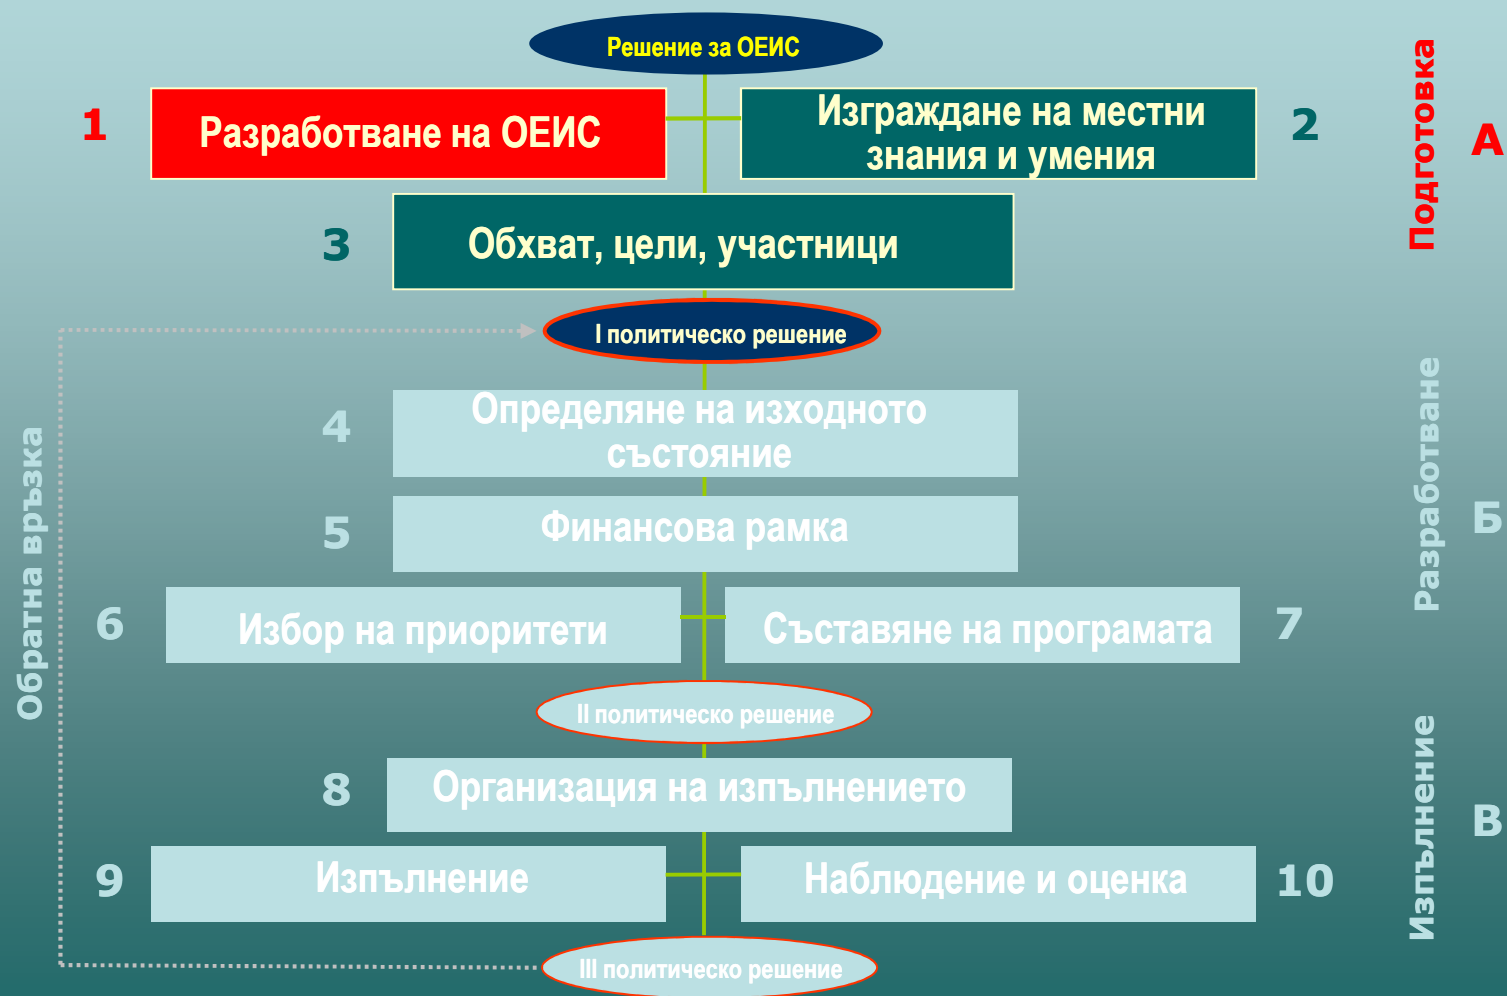 Решение за ОЕИС
1
Разработване на ОЕИС
Изграждане на местни
знания и умения
2
Подготовка
А
3
Обхват, цели, участници
I политическо решение
4
Определяне на изходното
състояние
5
Финансова рамка
Разработване
Б
6
Избор на приоритети
Съставяне на програмата
7
Обратна връзка
II политическо решение
8
Организация на изпълнението
Изпълнение
В
9
Изпълнение
Наблюдение и оценка
10
III политическо решение